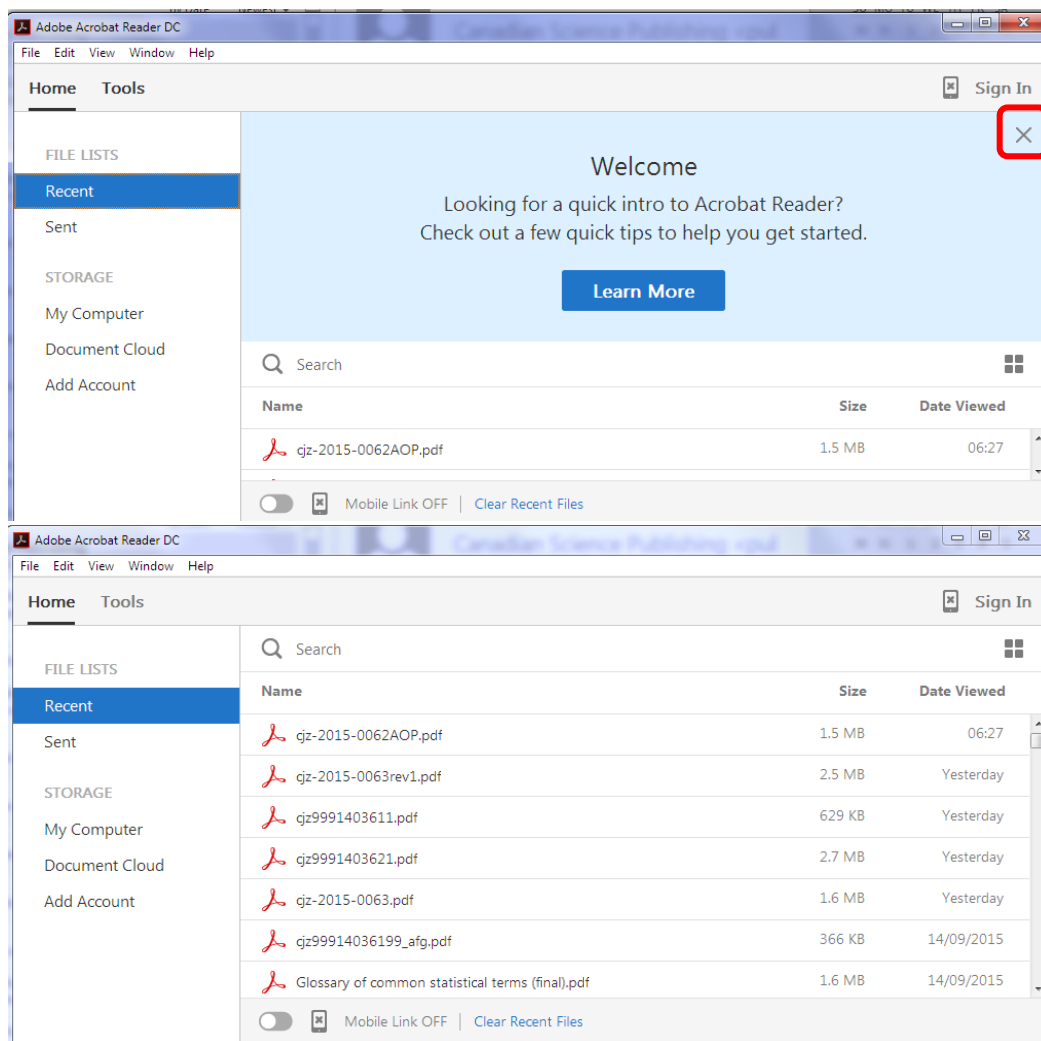 Adobe Acrobat Reader DC
File Edit View Window Help
Home Tools Sign In
FILE LISTS
Recent
Sent
STORAGE
My Computer
Document Cloud
Add Account
Welcome
Looking for a quick intro to Acrobat Reader?
Check out a few quick tips to help you get started.
Learn More
Search
Name Size Date Viewed
cjz-2015-0062AOP.pdf 1.5 MB 06:27
Mobile Link OFF | Clear Recent Files
Adobe Acrobat Reader DC
Canadian Science Publishing
File Edit View Window Help
Home Tools Sign In
FILE LISTS
Recent
Sent
STORAGE
My Computer
Document Cloud
Add Account
Search
Name Size Date Viewed
cjz-2015-0062AOP.pdf 1.5 MB 06:27
cjz-2015-0063rev1.pdf 2.5 MB Yesterday
cjz9991403611.pdf 629 KB Yesterday
cjz9991403621.pdf 2.7 MB Yesterday
cjz-2015-0063.pdf 1.6 MB Yesterday
cjz99914036199_afg.pdf 366 KB 14/09/2015
Glossary of common statistical terms (final).pdf 1.6 MB 14/09/2015
Mobile Link OFF | Clear Recent Files